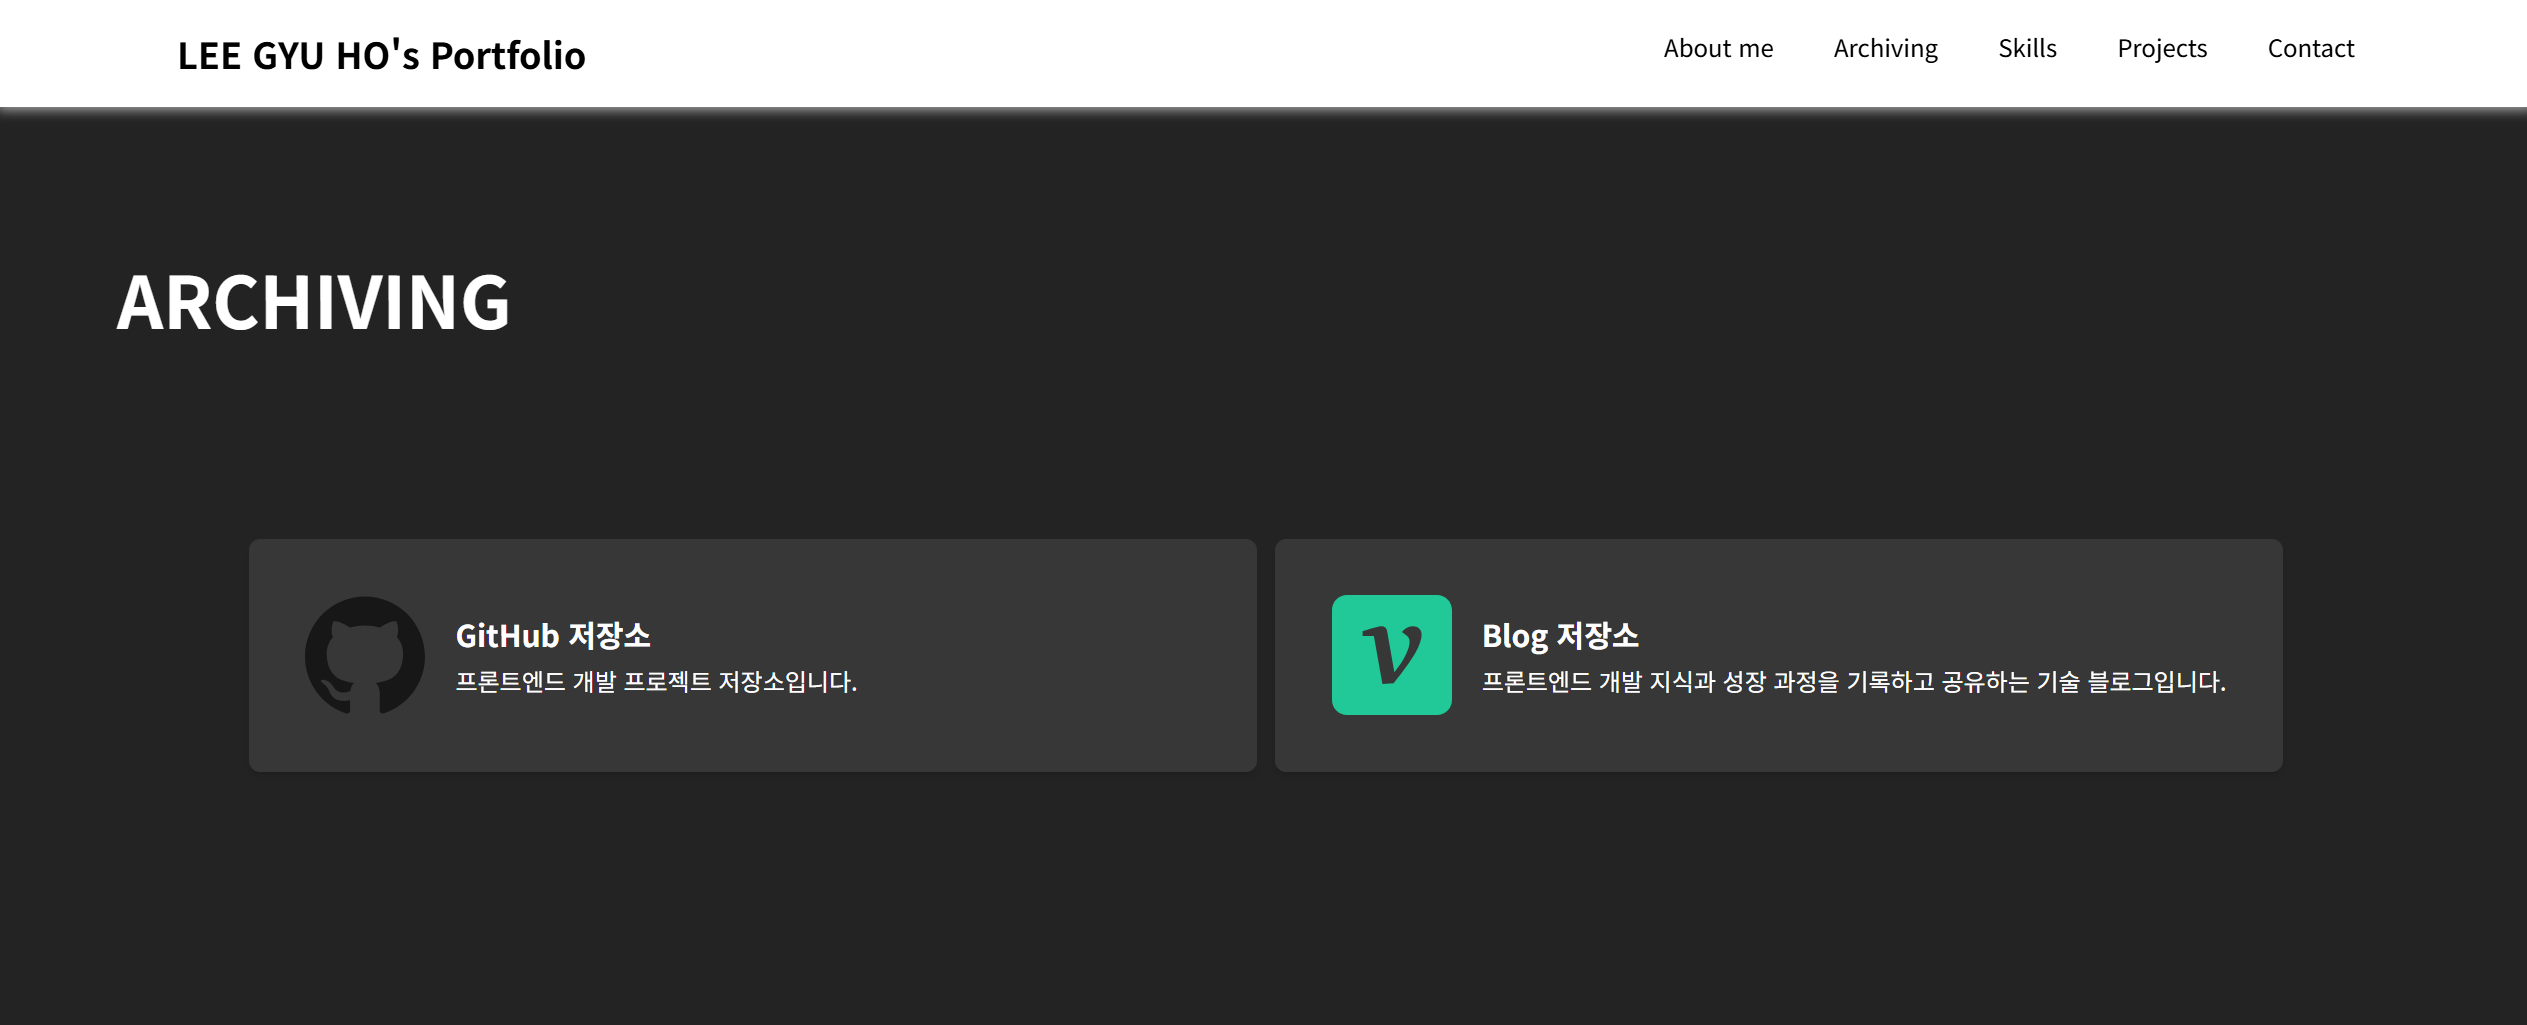 LEE GYU HO's Portfolio
About me Archiving Skills Projects Contact
ARCHIVING
GitHub 저장소
프론트엔드 개발 프로젝트 저장소입니다.
v
Blog 저장소
프론트엔드 개발 지식과 성장 과정을 기록하고 공유하는 기술 블로그입니다.